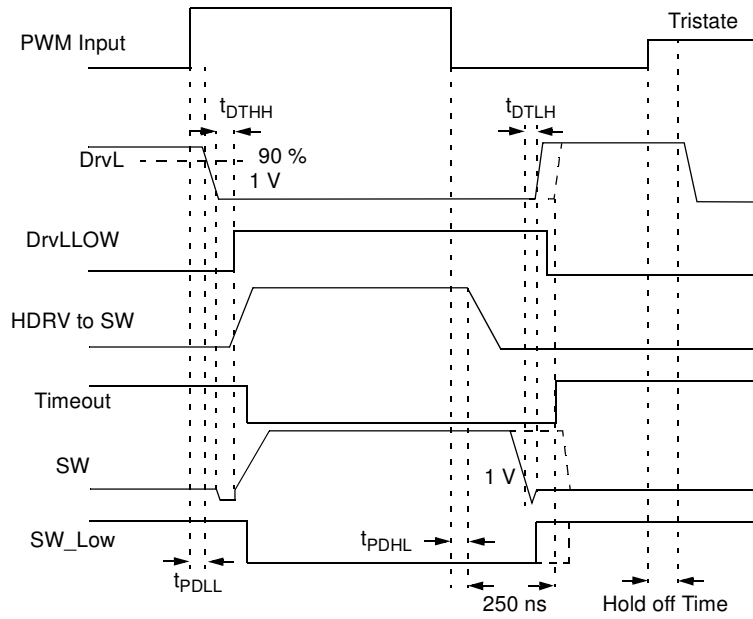 Tristate
PWM Input
tDTHH
tDTLH
DrvL
90 %
1 V
DrvLLOW
HDRV to SW
Timeout
SW
1 V
SW_Low
tPDHL
tPDLL
250 ns
Hold off Time